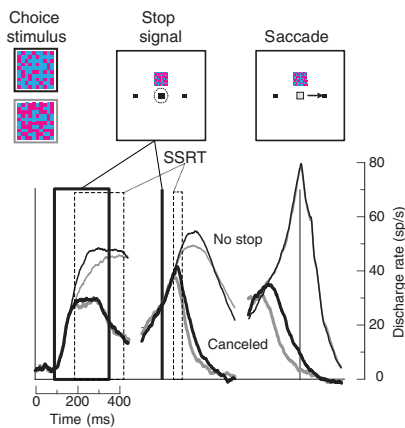 Choice
stimulus
Stop
signal
Saccade
SSRT
No stop
Canceled
80
60
40
20
0
Discharge rate (sp/s)
0 200 400
Time (ms)